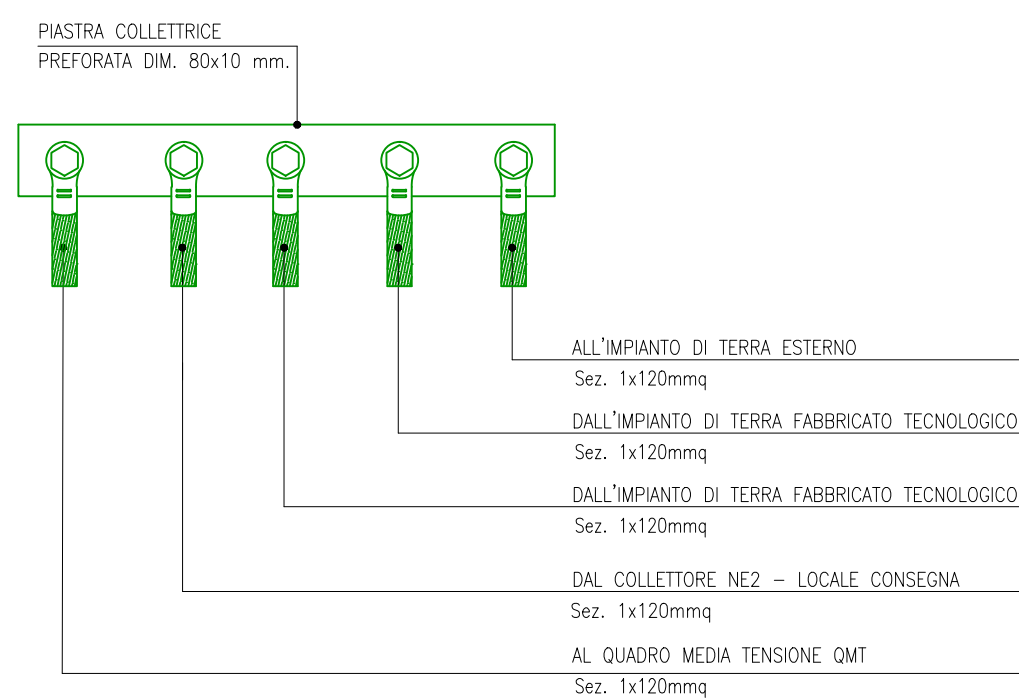 PIASTRA COLLETTRICE
PREFORATA DIM. 80x10 mm.
ALL'IMPIANTO DI TERRA ESTERNO
Sez. 1x120mmq
DALL'IMPIANTO DI TERRA FABBRICATO TECNOLOGICO
Sez. 1x120mmq
DALL'IMPIANTO DI TERRA FABBRICATO TECNOLOGICO
Sez. 1x120mmq
DAL COLLETTORE NE2 – LOCALE CONSEGNA
Sez. 1x120mmq
AL QUADRO MEDIA TENSIONE QMT
Sez. 1x120mmq